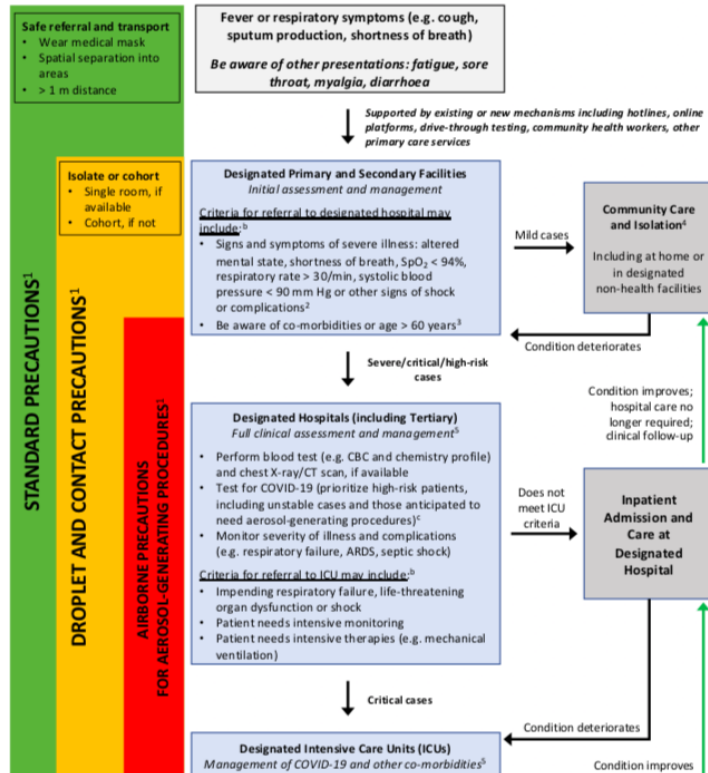 Safe referral and transport
• Wear medical mask
• Spatial separation into
areas
• > 1 m distance
Fever or respiratory symptoms (e.g. cough,
sputum production, shortness of breath)
Be aware of other presentations: fatigue, sore
throat, myalgia, diarrhoea
Supported by existing or new mechanisms including hotlines, online
platforms, drive-through testing, community health workers, other
primary care services
Isolate or cohort
• Single room, if
available
• Cohort, if not
Designated Primary and Secondary Facilities
Initial assessment and management
Criteria for referral to designated hospital may
include:ᵇ
• Signs and symptoms of severe illness: altered
mental state, shortness of breath, SpO₂ < 94%,
respiratory rate > 30/min, systolic blood
pressure < 90 mm Hg or other signs of shock
or complications²
• Be aware of co-morbidities or age > 60 years³
Mild cases
Community Care
and Isolation⁴
Including at home or
in designated
non-health facilities
Condition deteriorates
Severe/critical/high-risk
cases
Condition improves;
hospital care no
longer required;
clinical follow-up
STANDARD PRECAUTIONS¹
DROPLET AND CONTACT PRECAUTIONS¹
AIRBORNE PRECAUTIONS
FOR AEROSOL-GENERATING PROCEDURES¹
Designated Hospitals (including Tertiary)
Full clinical assessment and management⁵
• Perform blood test (e.g. CBC and chemistry profile)
and chest X-ray/CT scan, if available
• Test for COVID-19 (prioritize high-risk patients,
including unstable cases and those anticipated to
need aerosol-generating procedures)ᶜ
• Monitor severity of illness and complications
(e.g. respiratory failure, ARDS, septic shock)
Criteria for referral to ICU may include:ᵇ
• Impending respiratory failure, life-threatening
organ dysfunction or shock
• Patient needs intensive monitoring
• Patient needs intensive therapies (e.g. mechanical
ventilation)
Does not
meet ICU
criteria
Inpatient
Admission and
Care at
Designated
Hospital
Critical cases
Condition deteriorates
Designated Intensive Care Units (ICUs)
Management of COVID-19 and other co-morbidities⁵
Condition improves